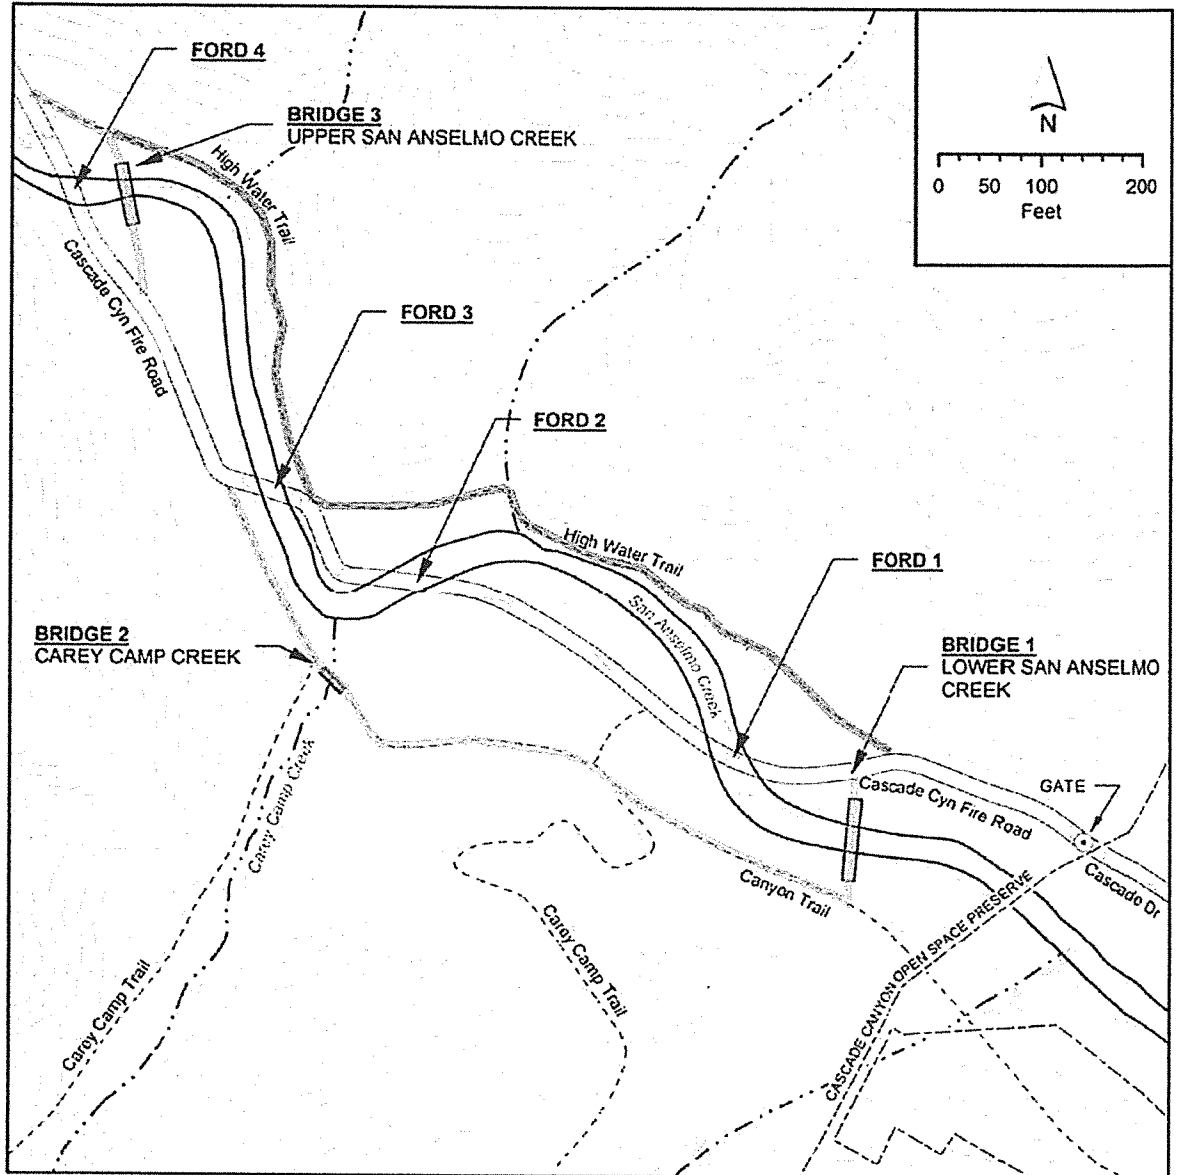 FORD 4
BRIDGE 3
UPPER SAN ANSELMO CREEK
N
0 50 100 200
Feet
High Water Trail
Cascade Cyn Fire Road
FORD 3
FORD 2
High Water Trail
FORD 1
San Anselmo Creek
BRIDGE 2
CAREY CAMP CREEK
BRIDGE 1
LOWER SAN ANSELMO
CREEK
GATE
Cascade Cyn Fire Road
Cascade Dr
Carey Camp Creek
Canyon Trail
CASCADE CANYON OPEN SPACE PRESERVE
Carey Camp Trail
Carey Camp Trail